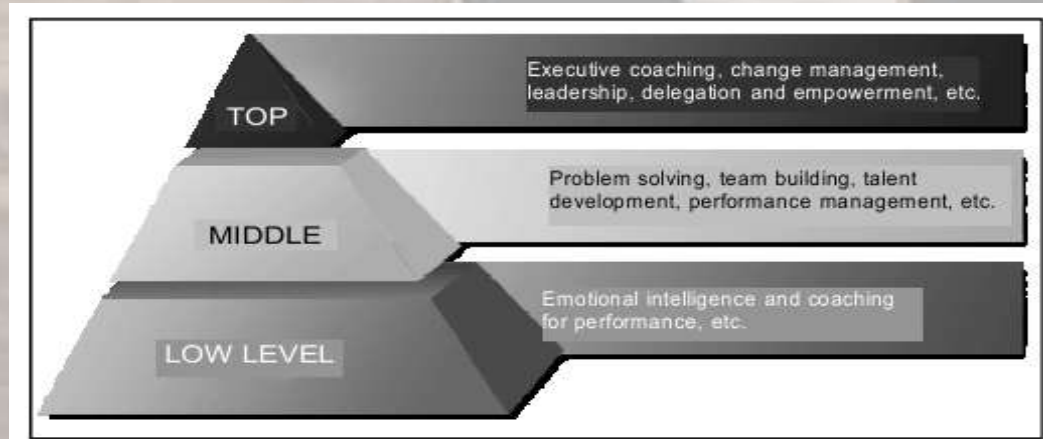 TOP
Executive coaching, change management,
leadership, delegation and empowerment, etc.
MIDDLE
Problem solving, team building, talent
development, performance management, etc.
LOW LEVEL
Emotional intelligence and coaching
for performance, etc.